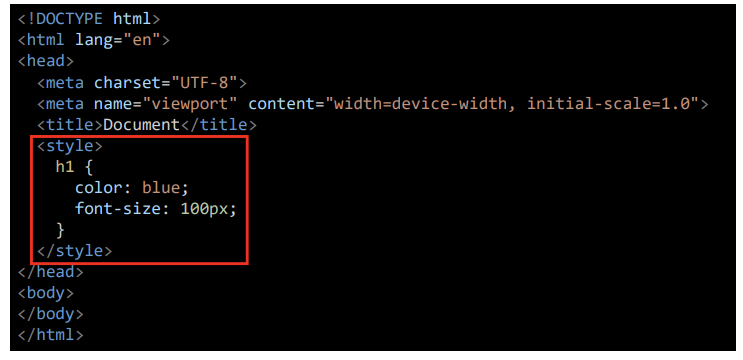 <!DOCTYPE html>
<html lang="en">
<head>
  <meta charset="UTF-8">
  <meta name="viewport" content="width=device-width, initial-scale=1.0">
  <title>Document</title>
  <style>
    h1 {
      color: blue;
      font-size: 100px;
    }
  </style>
</head>
<body>
</body>
</html>